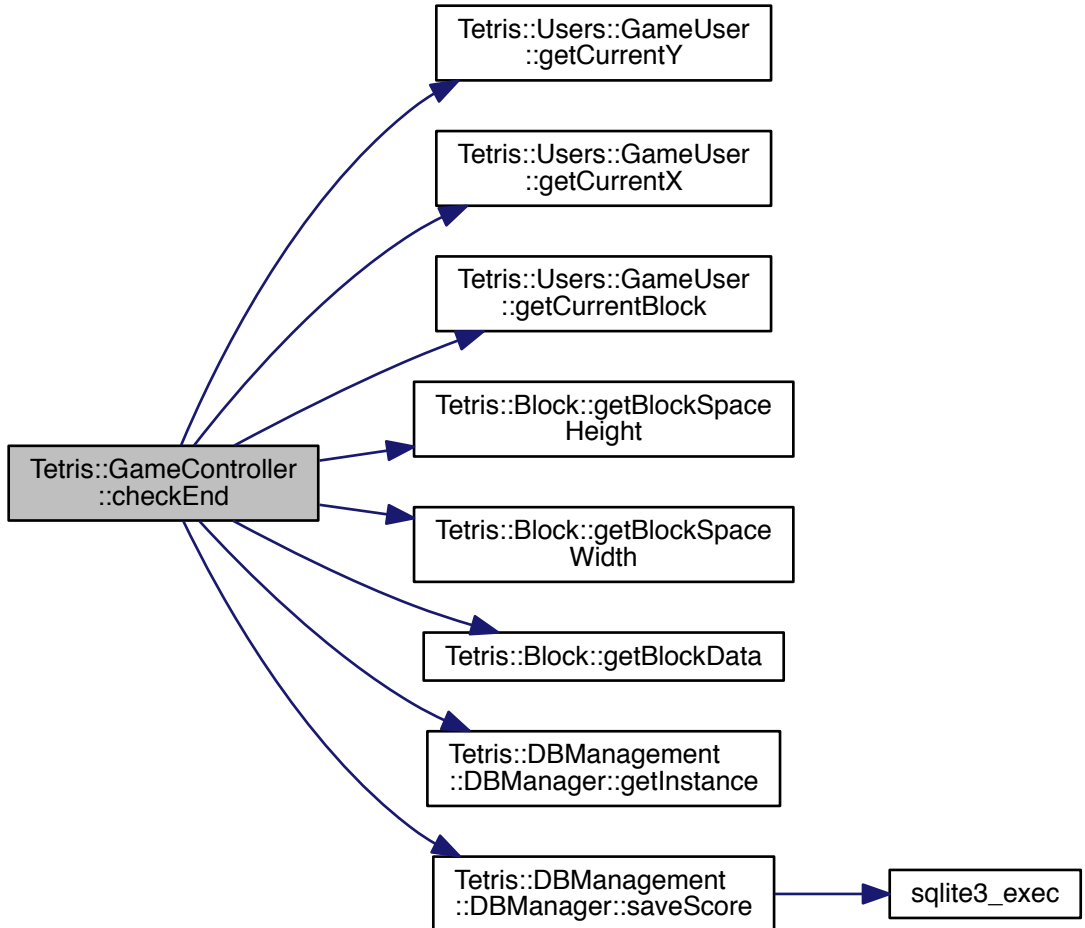 Tetris::Users::GameUser
::getCurrentY
Tetris::Users::GameUser
::getCurrentX
Tetris::Users::GameUser
::getCurrentBlock
Tetris::Block::getBlockSpace
Height
Tetris::GameController
::checkEnd
Tetris::Block::getBlockSpace
Width
Tetris::Block::getBlockData
Tetris::DBManagement
::DBManager::getInstance
Tetris::DBManagement
::DBManager::saveScore
sqlite3_exec